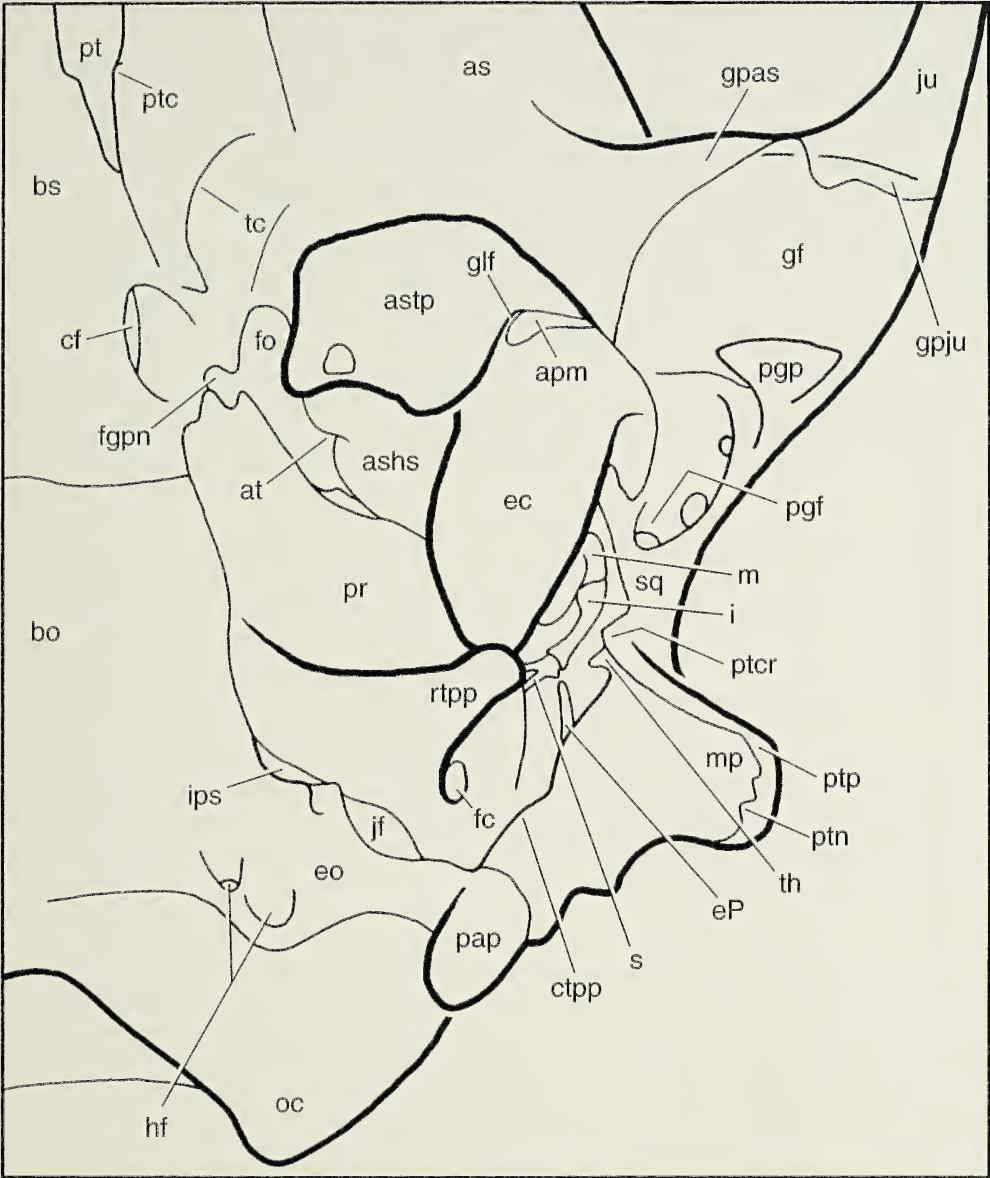 pt
as
gpas
ju
ptc
bs
tc
gf
glf
astp
cf
fo
apm
gpju
pgp
fgpn
ashs
at
ec
pgf
m
pr
sq
i
bo
ptcr
rtpp
mp
ptp
ips
fc
jf
ptn
eo
th
eP
pap
s
ctpp
oc
hf